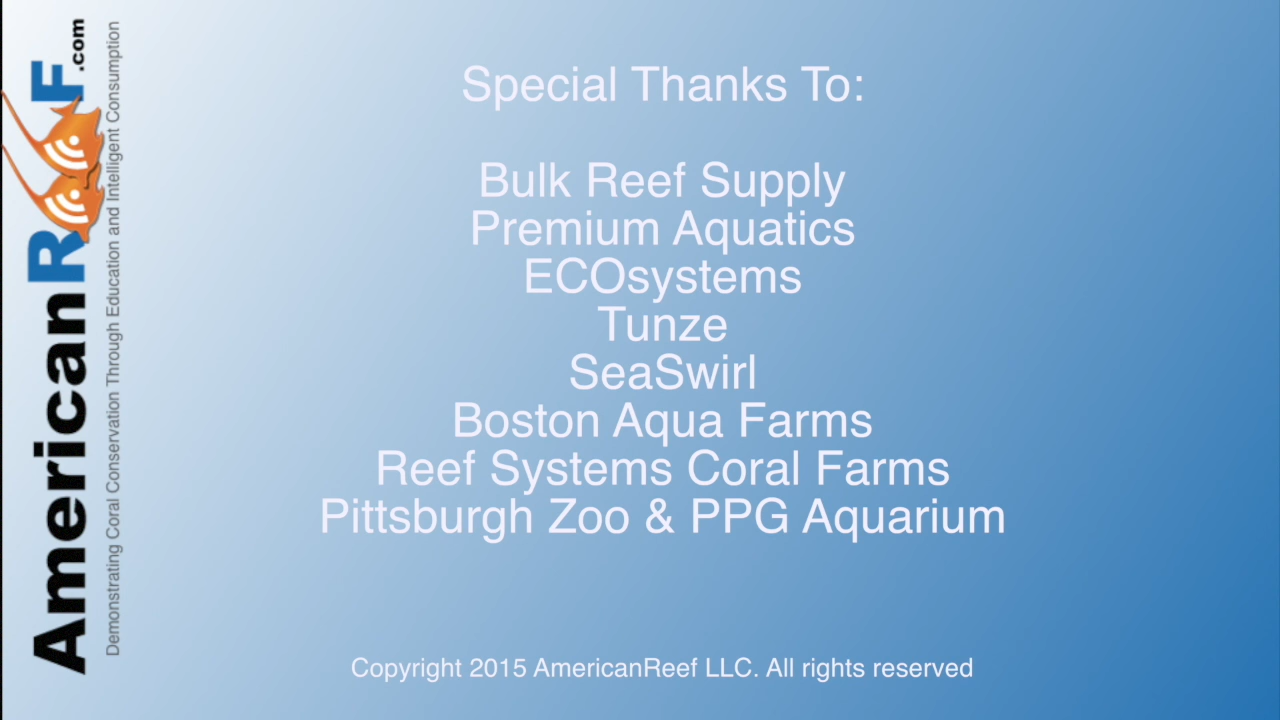 AmericanReeF.com
Demonstrating Coral Conservation Through Education and Intelligent Consumption
Special Thanks To:
Bulk Reef Supply
Premium Aquatics
ECOsystems
Tunze
SeaSwirl
Boston Aqua Farms
Reef Systems Coral Farms
Pittsburgh Zoo & PPG Aquarium
Copyright 2015 AmericanReef LLC. All rights reserved